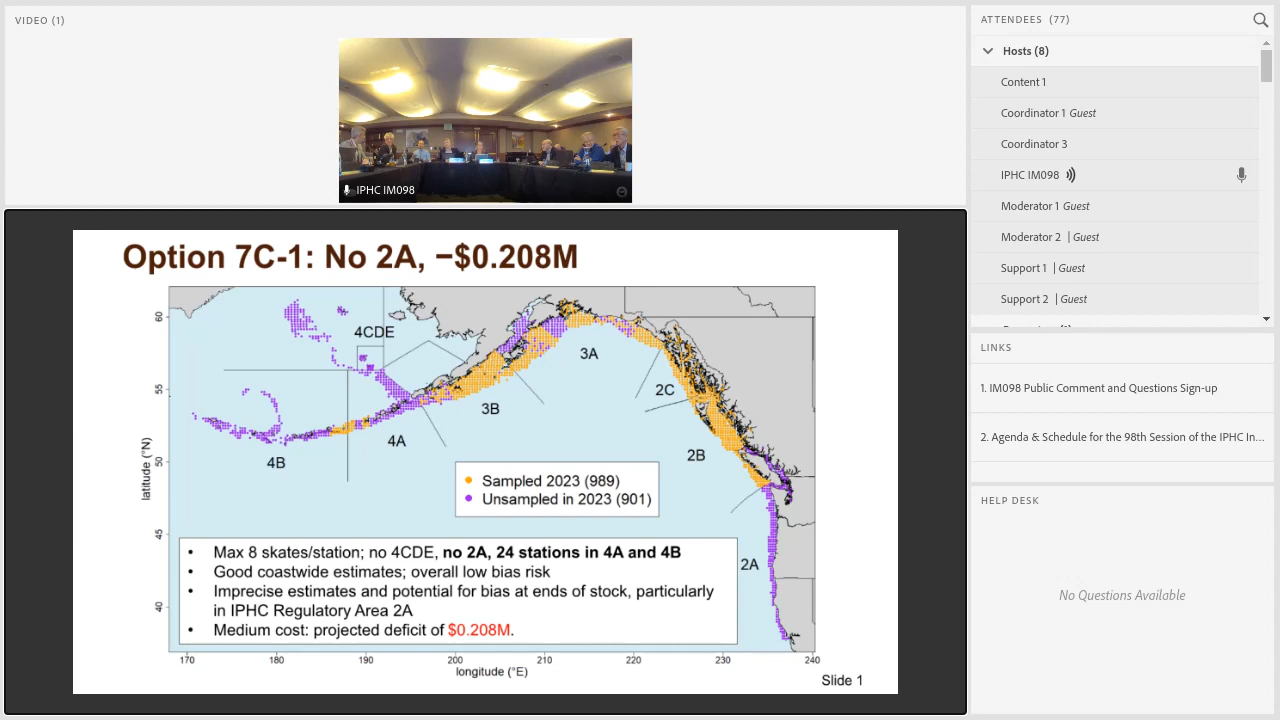 VIDEO (1)
IPHC IM098
Option 7C-1: No 2A, −$0.208M
4CDE
3A
2C
3B
4A
2B
4B
2A
Sampled 2023 (989)
Unsampled in 2023 (901)
• Max 8 skates/station; no 4CDE, no 2A, 24 stations in 4A and 4B
• Good coastwide estimates; overall low bias risk
• Imprecise estimates and potential for bias at ends of stock, particularly
in IPHC Regulatory Area 2A
• Medium cost: projected deficit of $0.208M.
latitude (°N)
60
55
50
45
40
170 180 190 200 210 220 230 240
longitude (°E)
Slide 1
ATTENDEES (77)
Hosts (8)
Content 1
Coordinator 1 Guest
Coordinator 3
IPHC IM098
Moderator 1 Guest
Moderator 2 | Guest
Support 1 | Guest
Support 2 | Guest
LINKS
1. IM098 Public Comment and Questions Sign-up
2. Agenda & Schedule for the 98th Session of the IPHC In...
HELP DESK
No Questions Available